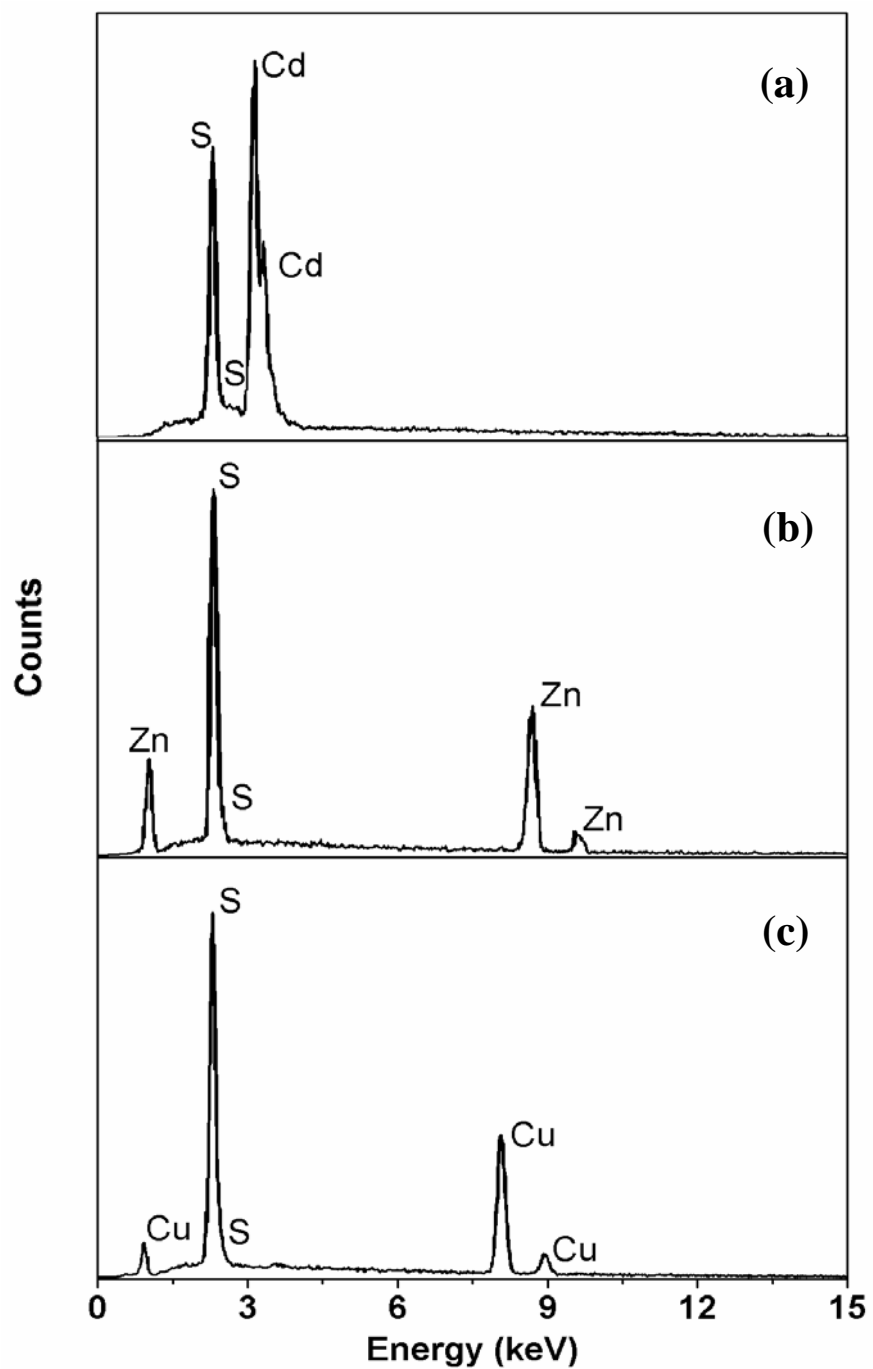 (a)
Cd
S
Cd
S
S
(b)
Zn
Zn
S
Zn
Counts
S
(c)
Cu
Cu
S
Cu
0 3 6 9 12 15
Energy (keV)